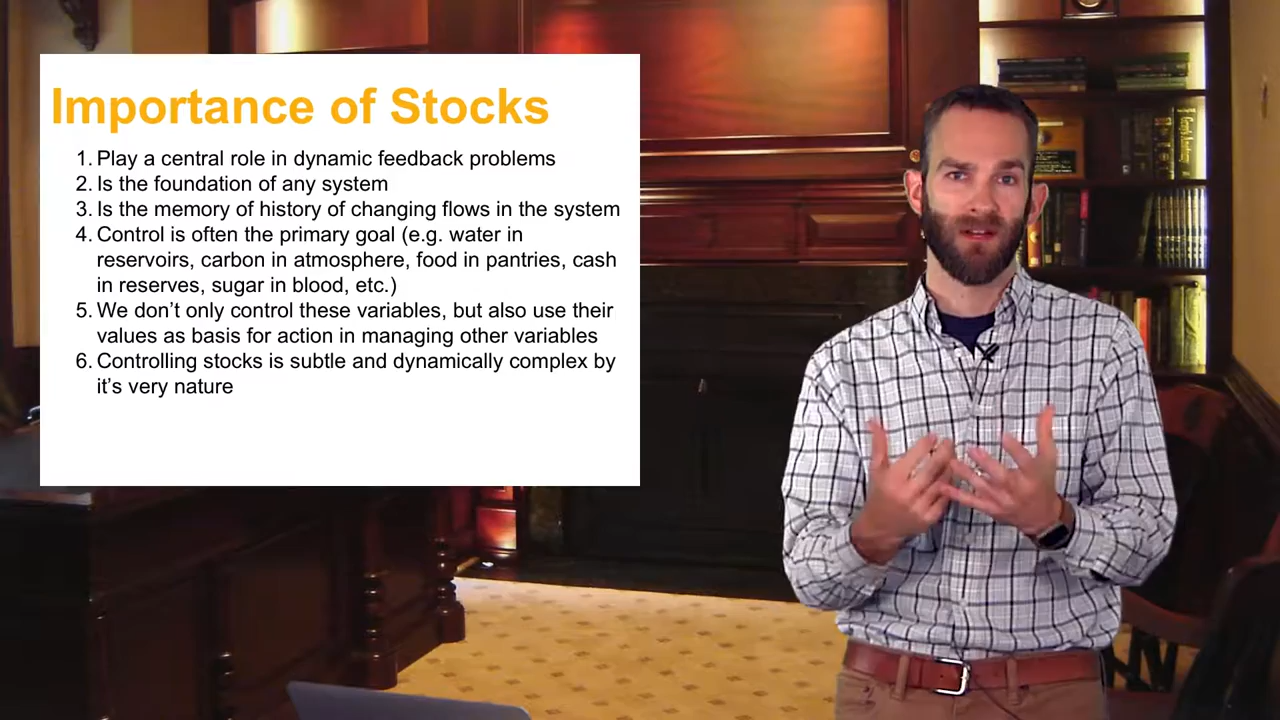 Importance of Stocks
1. Play a central role in dynamic feedback problems
2. Is the foundation of any system
3. Is the memory of history of changing flows in the system
4. Control is often the primary goal (e.g. water in
reservoirs, carbon in atmosphere, food in pantries, cash
in reserves, sugar in blood, etc.)
5. We don’t only control these variables, but also use their
values as basis for action in managing other variables
6. Controlling stocks is subtle and dynamically complex by
it’s very nature